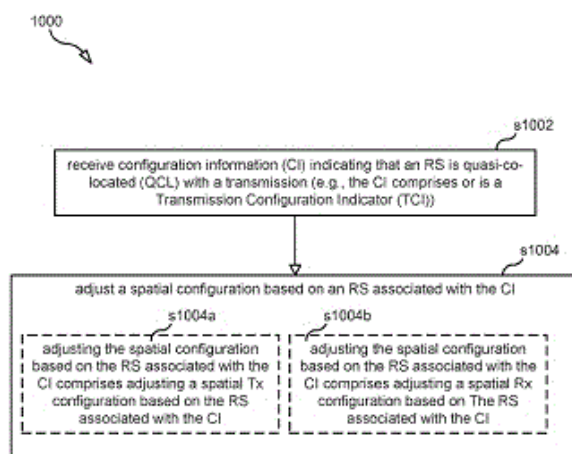 1000
s1002
receive configuration information (CI) indicating that an RS is quasi-co-
located (QCL) with a transmission (e.g., the CI comprises or is a
Transmission Configuration Indicator (TCI))
s1004
adjust a spatial configuration based on an RS associated with the CI
s1004a
adjusting the spatial configuration
based on the RS associated with the
CI comprises adjusting a spatial Tx
configuration based on the RS
associated with the CI
s1004b
adjusting the spatial configuration
based on the RS associated with the
CI comprises adjusting a spatial Rx
configuration based on The RS
associated with the CI